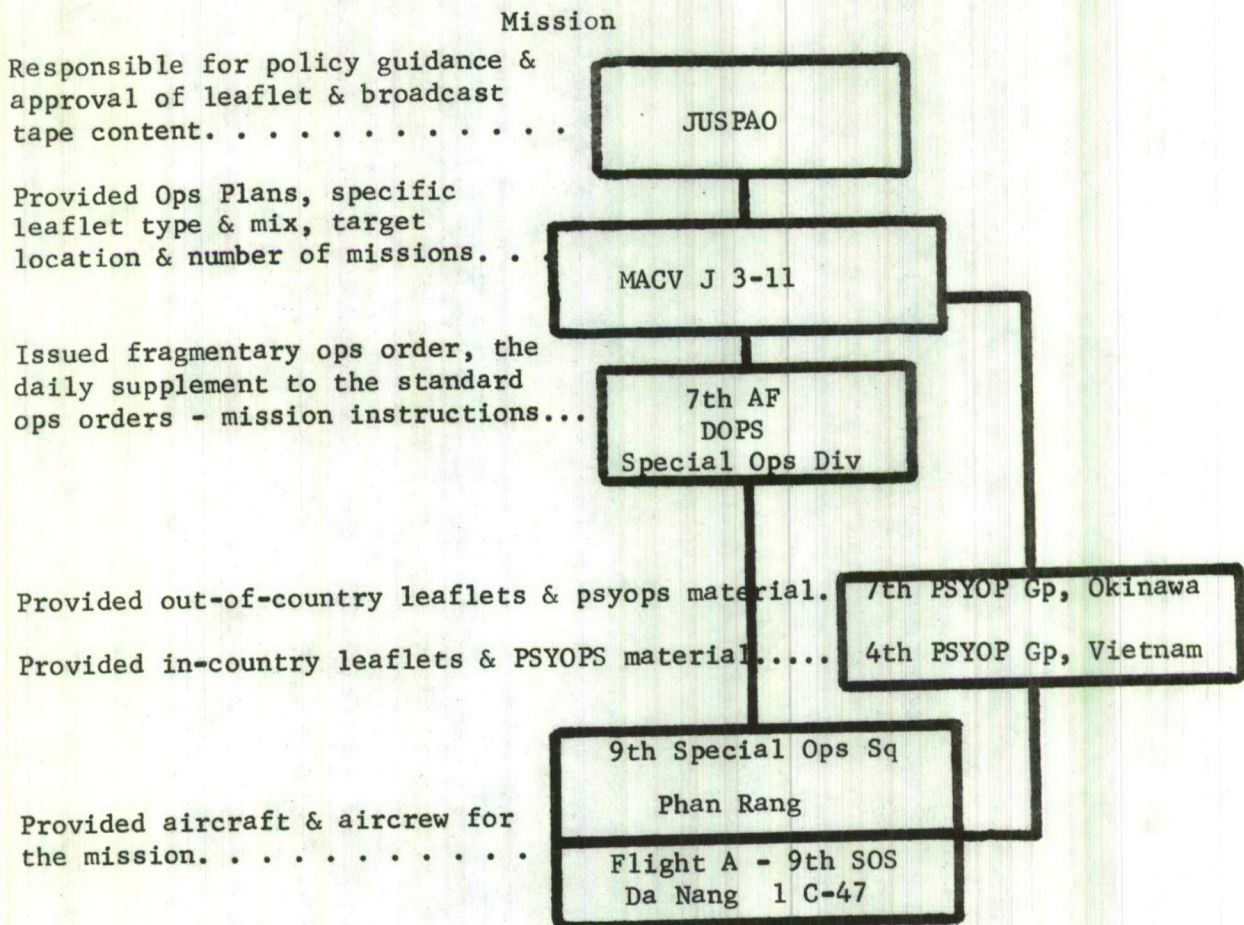 Mission
Responsible for policy guidance &
approval of leaflet & broadcast
tape content. . . . . . . . . . . .
JUSPAO
Provided Ops Plans, specific
leaflet type & mix, target
location & number of missions. . .
MACV J 3-11
Issued fragmentary ops order, the
daily supplement to the standard
ops orders - mission instructions...
7th AF
DOPS
Special Ops Div
Provided out-of-country leaflets & psyops material.
7th PSYOP Gp, Okinawa
Provided in-country leaflets & PSYOPS material.....
4th PSYOP Gp, Vietnam
9th Special Ops Sq
Phan Rang
Provided aircraft & aircrew for
the mission. . . . . . . . . . .
Flight A - 9th SOS
Da Nang 1 C-47